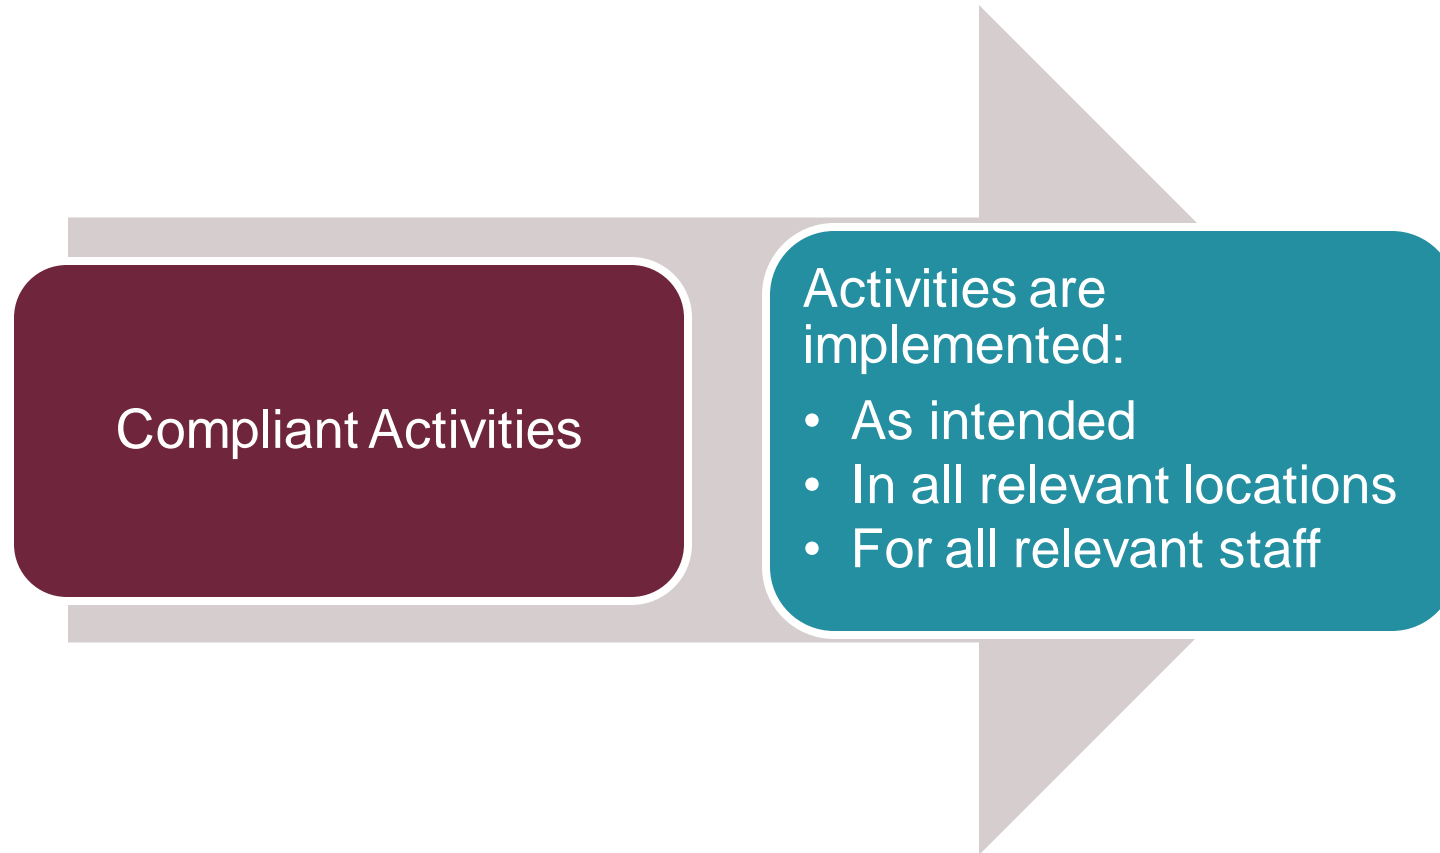 Compliant Activities
Activities are
implemented:
• As intended
• In all relevant locations
• For all relevant staff